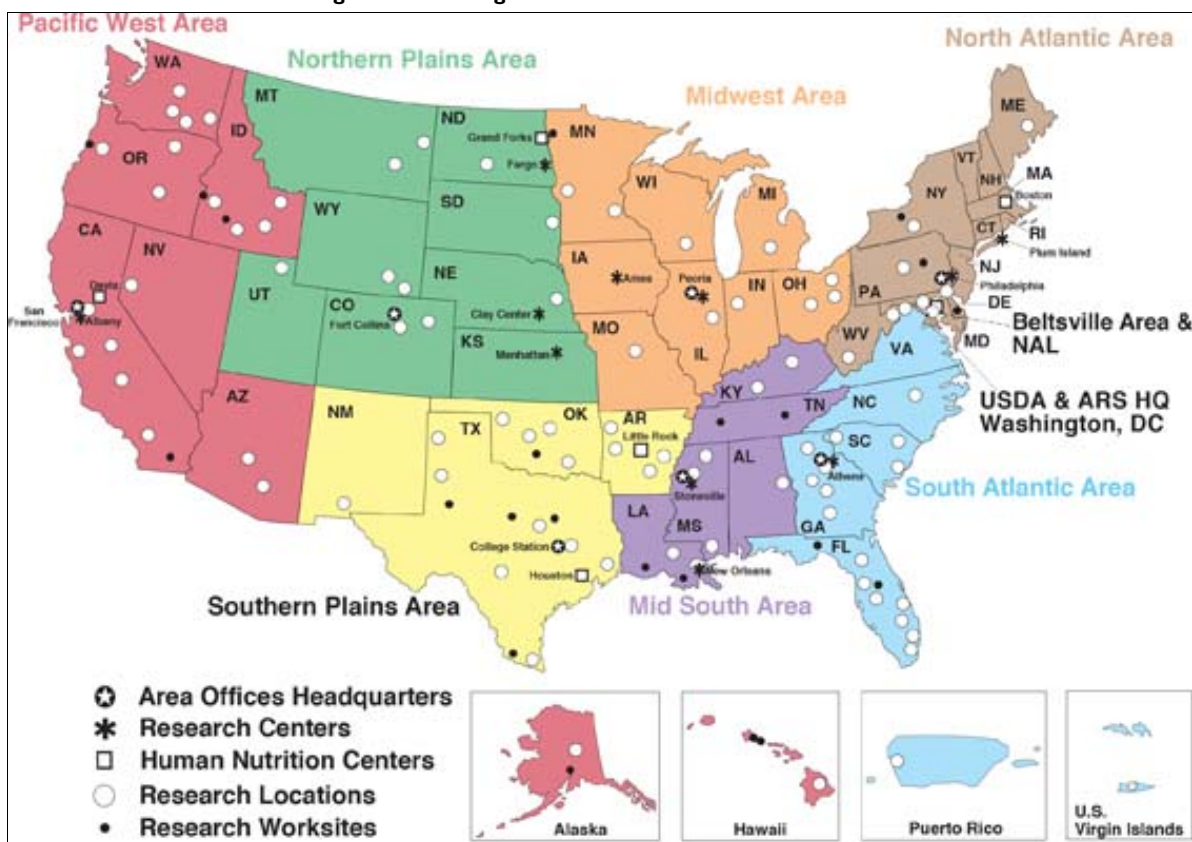 Pacific West Area
North Atlantic Area
Northern Plains Area
Midwest Area
WA
MT
ND
Grand Forks
MN
ME
ID
OR
Fargo
WI
MI
VT
NH
MA
NY
Boston
WY
SD
CT
RI
Plum Island
CA
NV
NE
IA
Ames
Peoria
IN
OH
PA
NJ
Philadelphia
DE
Davis
UT
CO
Clay Center
San
Francisco
Albany
Fort Collins
KS
MO
IL
WV
VA
MD
Beltsville Area &
NAL
Manhattan
KY
AZ
NM
TX
OK
AR
TN
NC
USDA & ARS HQ
Washington, DC
Little Rock
SC
AL
Athens
Stoneville
South Atlantic Area
LA
MS
GA
FL
College Station
Houston
New Orleans
Southern Plains Area
Mid South Area
Area Offices Headquarters
Research Centers
Human Nutrition Centers
Research Locations
Research Worksites
Alaska
Hawaii
Puerto Rico
U.S.
Virgin Islands